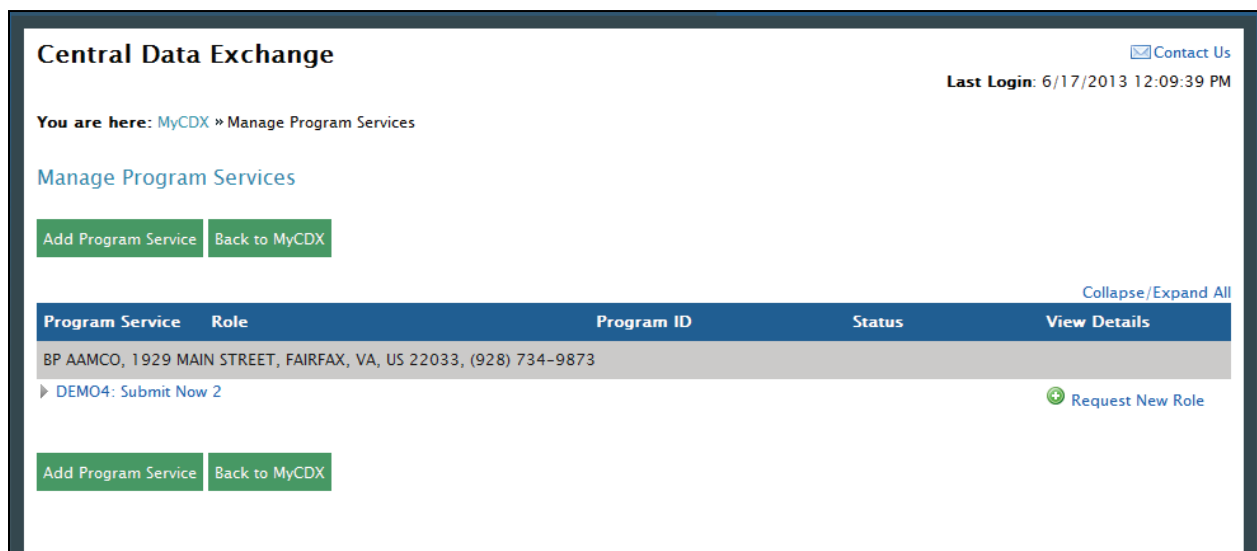 Central Data Exchange
Contact Us
Last Login: 6/17/2013 12:09:39 PM
You are here: MyCDX » Manage Program Services
Manage Program Services
Add Program Service Back to MyCDX
Collapse/Expand All
Program Service Role Program ID Status View Details
BP AAMCO, 1929 MAIN STREET, FAIRFAX, VA, US 22033, (928) 734-9873
DEMO4: Submit Now 2 Request New Role
Add Program Service Back to MyCDX